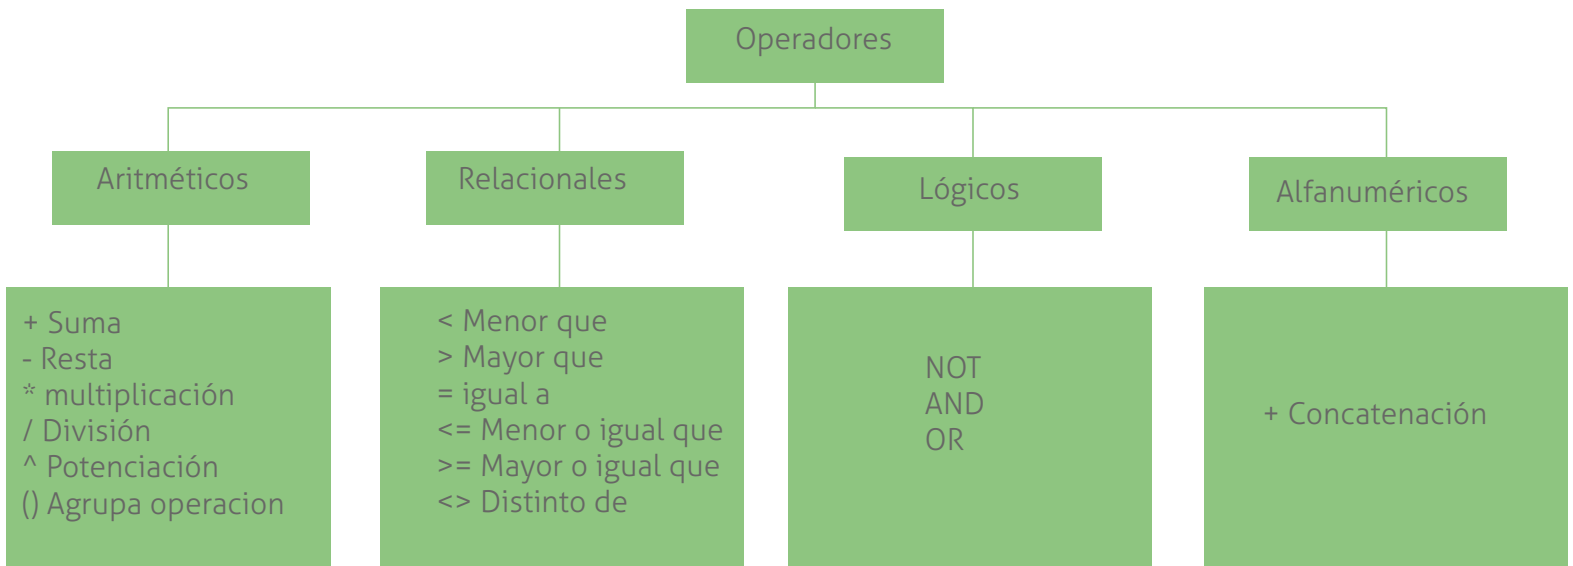 Operadores
Aritméticos
Relacionales
Lógicos
Alfanuméricos
+ Suma
- Resta
* multiplicación
/ División
^ Potenciación
() Agrupa operacion
< Menor que
> Mayor que
= igual a
<= Menor o igual que
>= Mayor o igual que
<> Distinto de
NOT
AND
OR
+ Concatenación